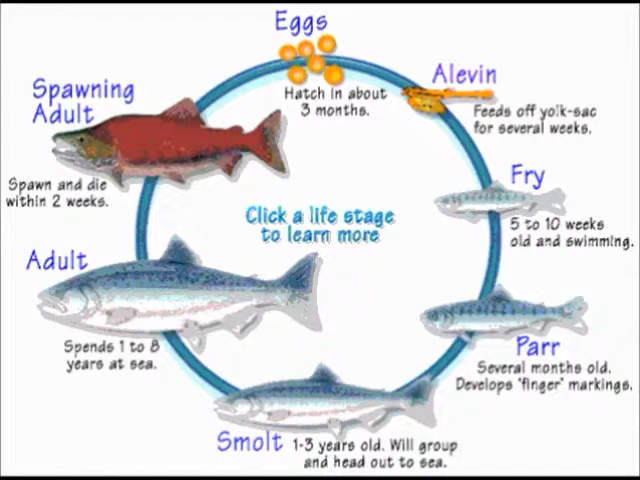 Eggs
Hatch in about
3 months.
Alevin
Feeds off yolk-sac
for several weeks.
Fry
5 to 10 weeks
old and swimming.
Parr
Several months old.
Develops "finger" markings.
Smolt
1-3 years old. Will group
and head out to sea.
Adult
Spends 1 to 8
years at sea.
Spawning
Adult
Spawn and die
within 2 weeks.
Click a life stage
to learn more